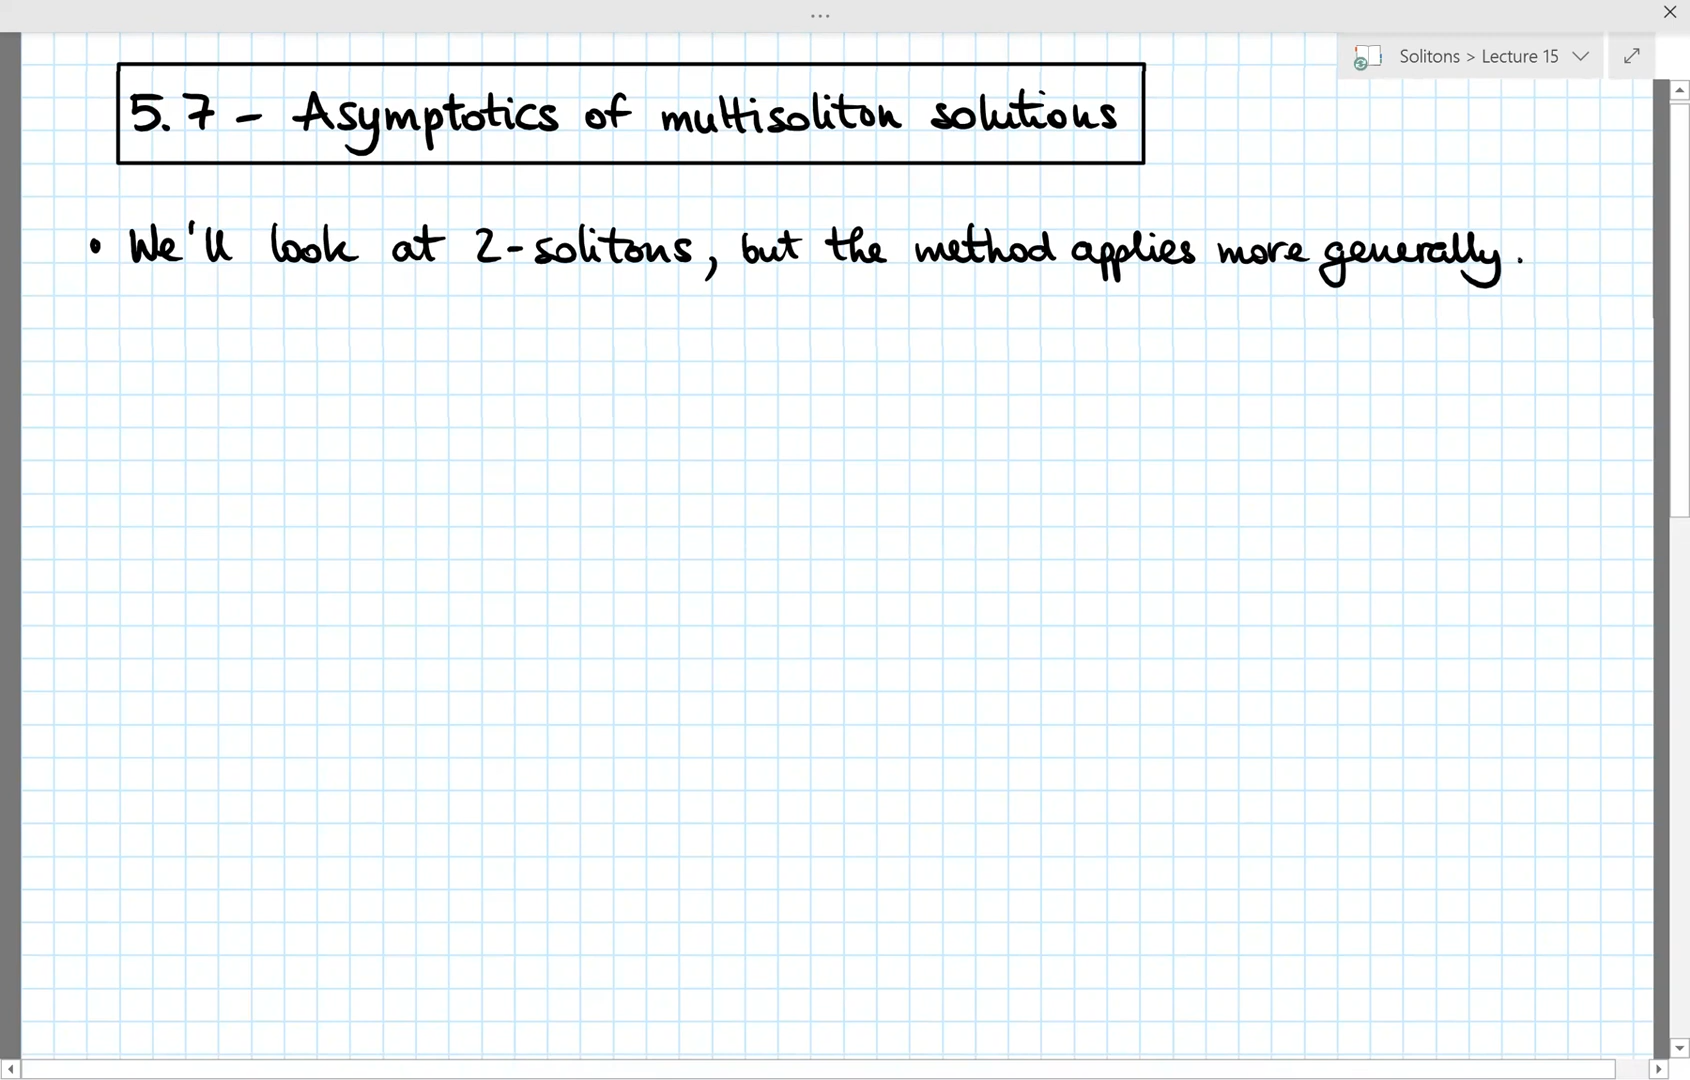 ...
Solitons > Lecture 15
5.7 - Asymptotics of multisoliton solutions
• We'll look at 2-solitons, but the method applies more generally.